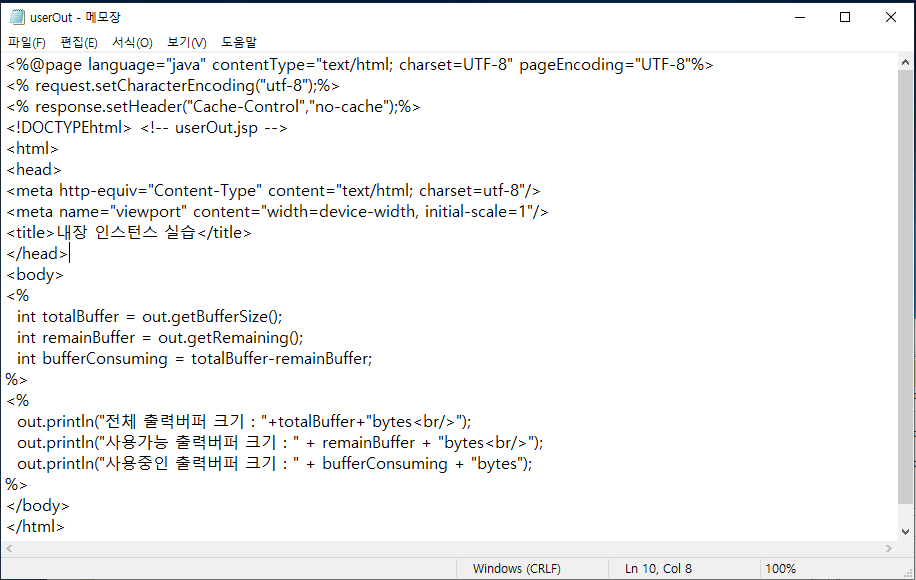 userOut - 메모장
파일(F) 편집(E) 서식(O) 보기(V) 도움말
<%@page language="java" contentType="text/html; charset=UTF-8" pageEncoding="UTF-8"%>
<% request.setCharacterEncoding("utf-8");%>
<% response.setHeader("Cache-Control","no-cache");%>
<!DOCTYPEhtml> <!-- userOut.jsp -->
<html>
<head>
<meta http-equiv="Content-Type" content="text/html; charset=utf-8"/>
<meta name="viewport" content="width=device-width, initial-scale=1"/>
<title>내장 인스턴스 실습</title>
</head>
<body>
<%
  int totalBuffer = out.getBufferSize();
  int remainBuffer = out.getRemaining();
  int bufferConsuming = totalBuffer-remainBuffer;
%>
<%
  out.println("전체 출력버퍼 크기 : "+totalBuffer+"bytes<br/>");
  out.println("사용가능 출력버퍼 크기 : " + remainBuffer + "bytes<br/>");
  out.println("사용중인 출력버퍼 크기 : " + bufferConsuming + "bytes");
%>
</body>
</html>
Windows (CRLF) Ln 10, Col 8 100%